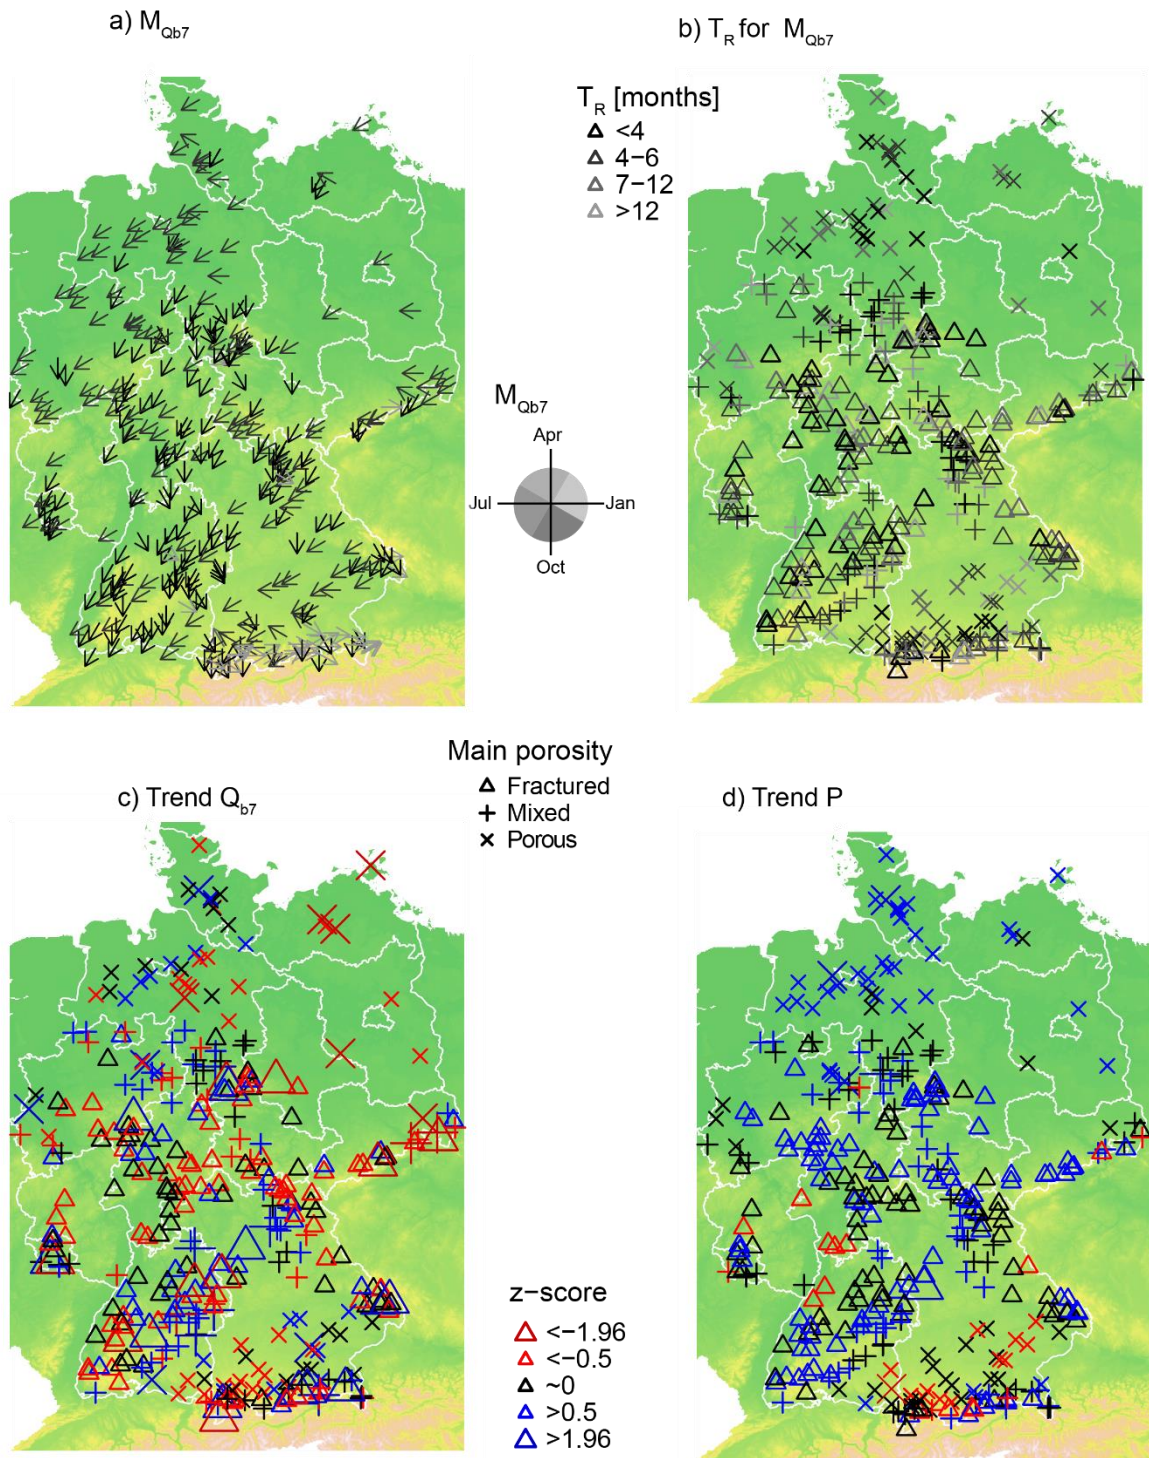 a) M_Qb7
b) T_R for M_Qb7
T_R [months]
<4
4−6
7−12
>12
M_Qb7
Apr
Jul
Jan
Oct
Main porosity
Fractured
Mixed
Porous
c) Trend Q_b7
d) Trend P
z−score
<−1.96
<−0.5
~0
>0.5
>1.96